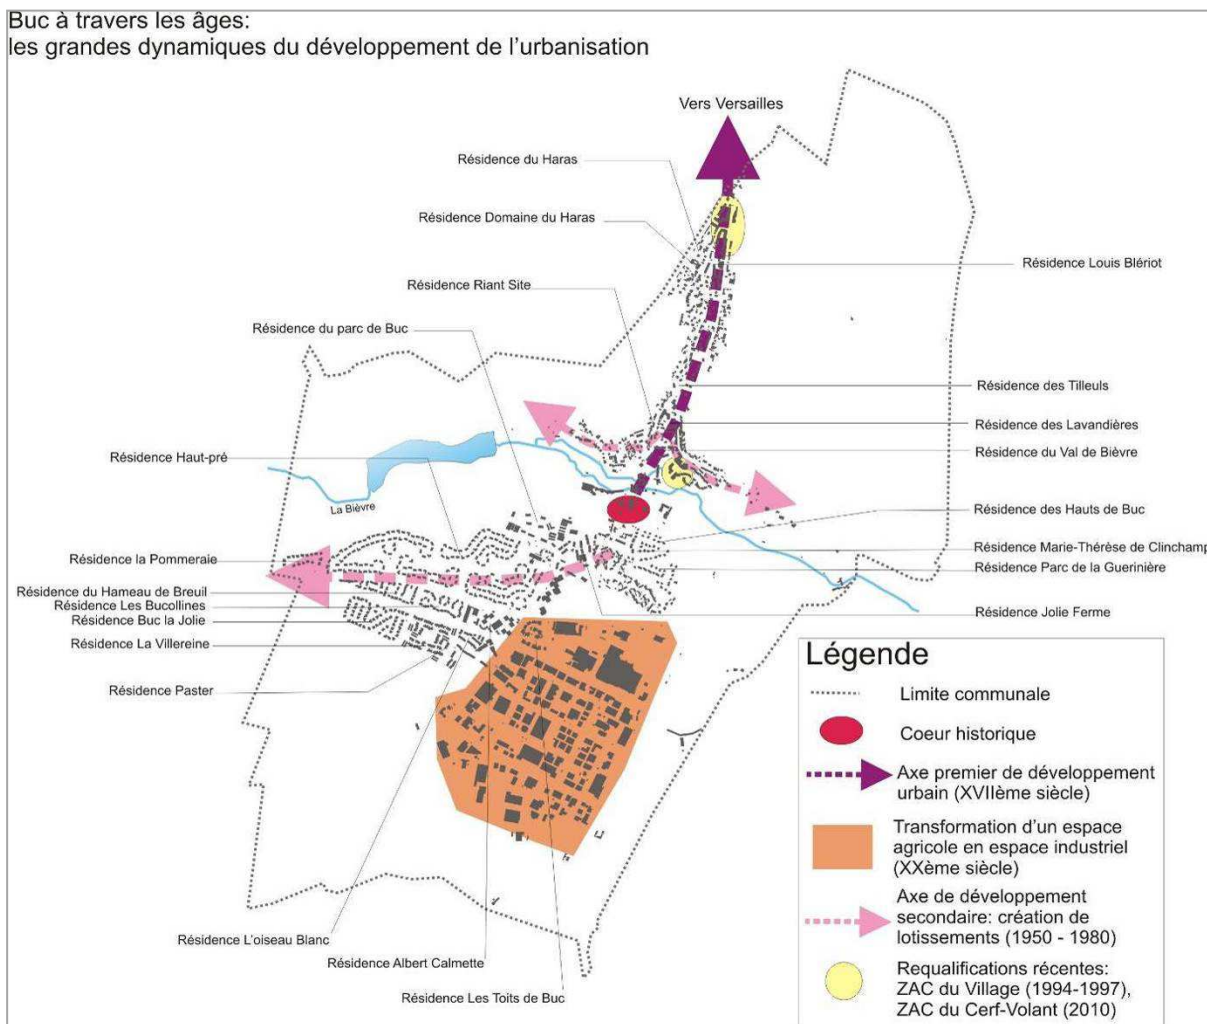 Buc à travers les âges:
les grandes dynamiques du développement de l'urbanisation
Vers Versailles
Résidence du Haras
Résidence Domaine du Haras
Résidence Louis Blériot
Résidence Riant Site
Résidence du parc de Buc
Résidence des Tilleuls
Résidence des Lavandières
Résidence du Val de Bièvre
Résidence Haut-pré
La Bièvre
Résidence des Hauts de Buc
Résidence Marie-Thérèse de Clinchamp
Résidence Parc de la Guerinière
Résidence la Pommeraie
Résidence du Hameau de Breuil
Résidence Les Bucollines
Résidence Jolie Ferme
Résidence Buc la Jolie
Résidence La Villereine
Résidence Paster
Résidence L'oiseau Blanc
Résidence Albert Calmette
Résidence Les Toits de Buc
Légende
Limite communale
Coeur historique
Axe premier de développement
urbain (XVIIème siècle)
Transformation d'un espace
agricole en espace industriel
(XXème siècle)
Axe de développement
secondaire: création de
lotissements (1950 - 1980)
Requalifications récentes:
ZAC du Village (1994-1997),
ZAC du Cerf-Volant (2010)